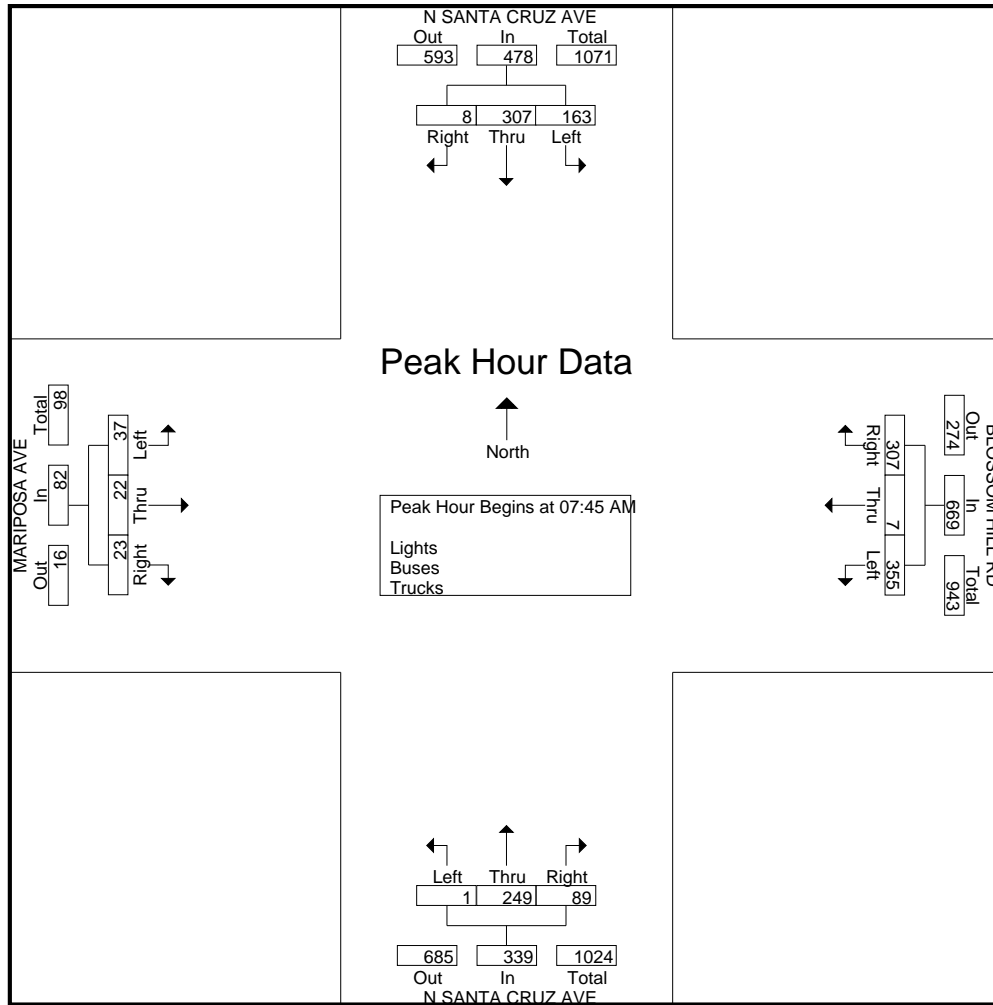 N SANTA CRUZ AVE
Out In Total
593 478 1071
8 307 163
Right Thru Left
Peak Hour Data
North
Peak Hour Begins at 07:45 AM
Lights
Buses
Trucks
MARIPOSA AVE
Total In Out
98 82 16
37 22 23
Left Thru Right
Right Thru Left
307 7 355
Out In Total
274 669 943
BLOSSOM HILL RD
Left Thru Right
1 249 89
685 339 1024
Out In Total
N SANTA CRUZ AVE